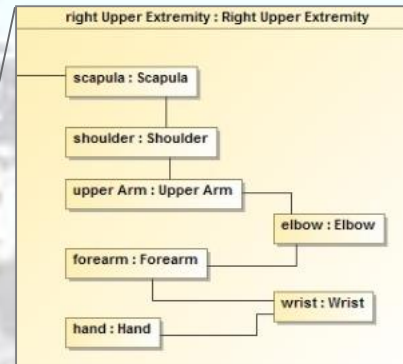 right Upper Extremity : Right Upper Extremity
scapula : Scapula
shoulder : Shoulder
upper Arm : Upper Arm
elbow : Elbow
forearm : Forearm
wrist : Wrist
hand : Hand